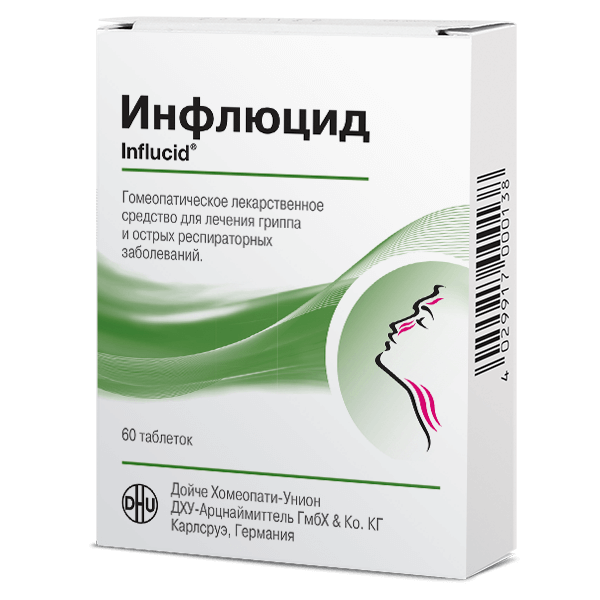 Инфлюцид
Influcid®
Гомеопатическое лекарственное
средство для лечения гриппа
и острых респираторных
заболеваний.
60 таблеток
DHU
Дойче Хомеопати-Унион
ДХУ-Арцнаймиттель ГмбХ & Ко. КГ
Карлсруэ, Германия
4 029917 000138